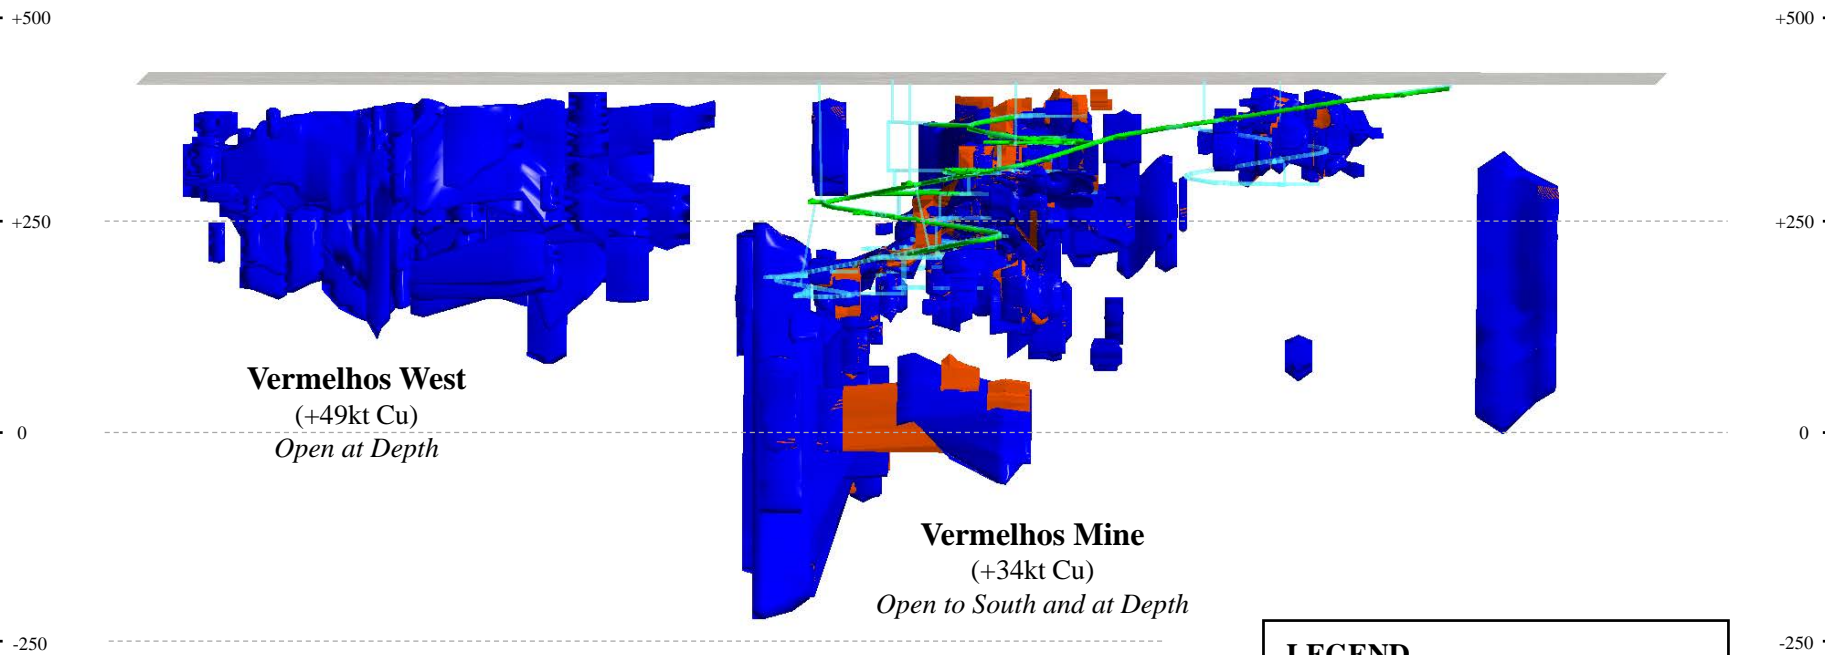 +500
+500
+250
+250
Vermelhos West
(+49kt Cu)
Open at Depth
0
0
Vermelhos Mine
(+34kt Cu)
Open to South and at Depth
-250
-250
LEGEND